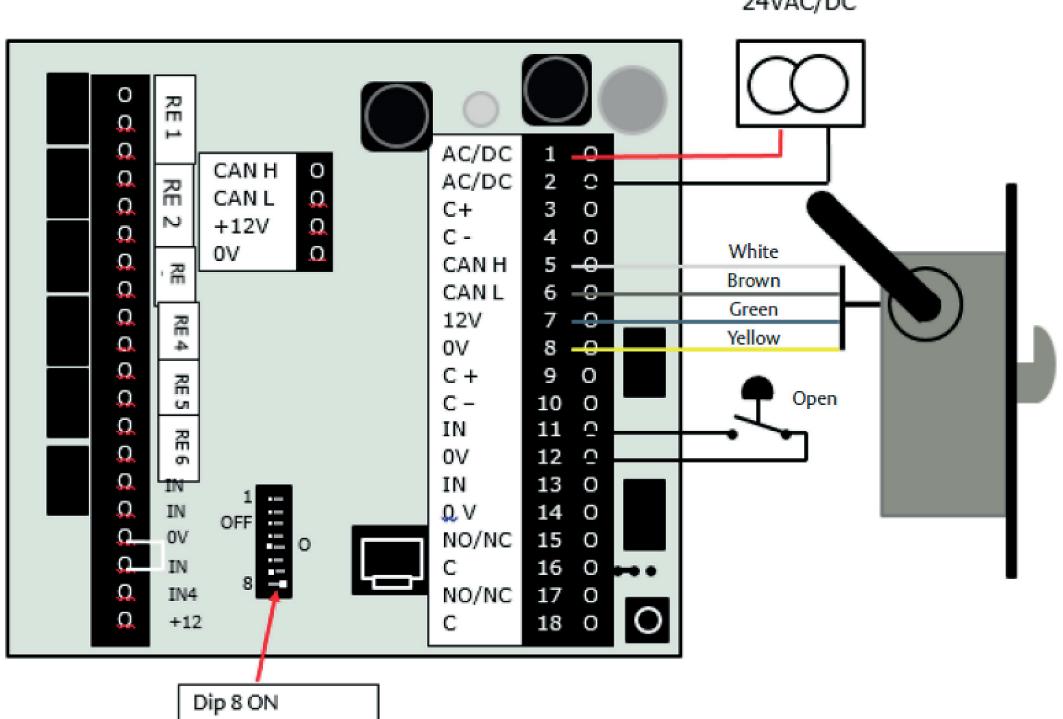 24VAC/DC
RE 1
RE 2
RE
RE 4
RE 5
RE 6
IN
IN
0V
IN
IN4
+12
CAN H
CAN L
+12V
0V
1
OFF
O
8
AC/DC 1
AC/DC 2
C+ 3
C - 4
CAN H 5
CAN L 6
12V 7
0V 8
C + 9
C – 10
IN 11
0V 12
IN 13
0 V 14
NO/NC 15
C 16
NO/NC 17
C 18
White
Brown
Green
Yellow
Open
Dip 8 ON